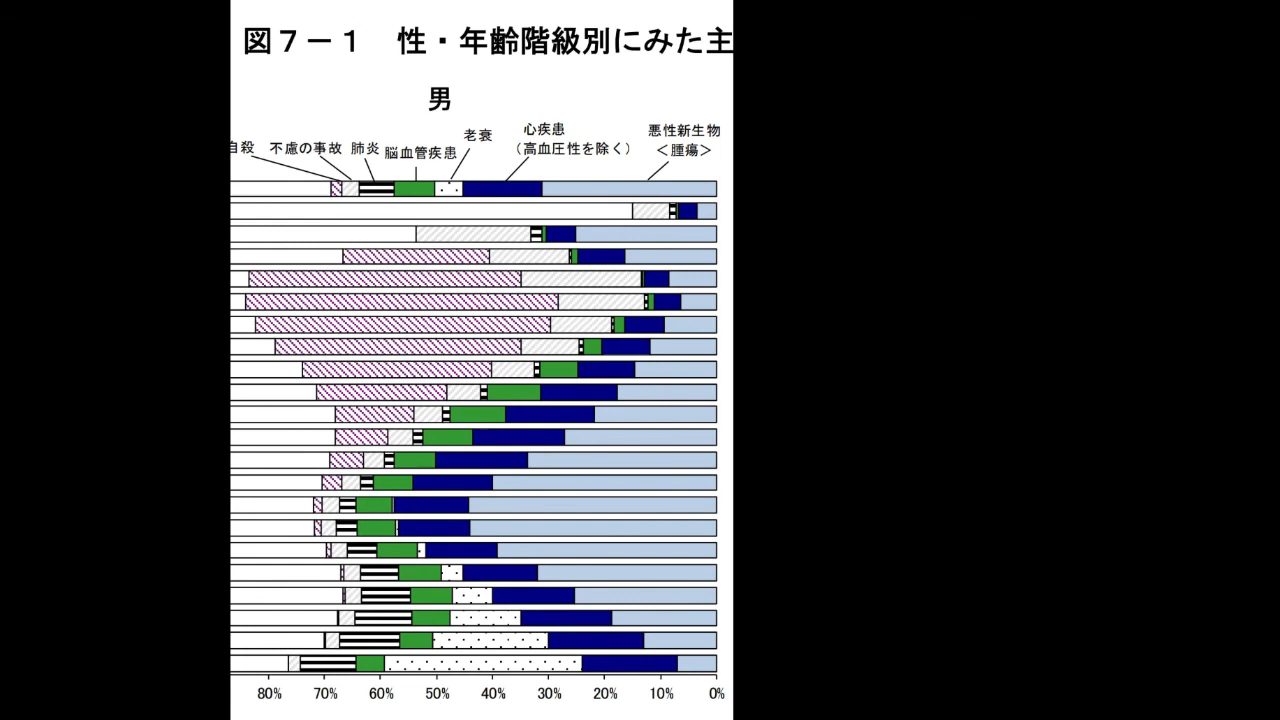 図７－１　性・年齢階級別にみた主
男
自殺 不慮の事故 肺炎 脳血管疾患 老衰 心疾患 悪性新生物
（高血圧性を除く） ＜腫瘍＞
80% 70% 60% 50% 40% 30% 20% 10% 0%